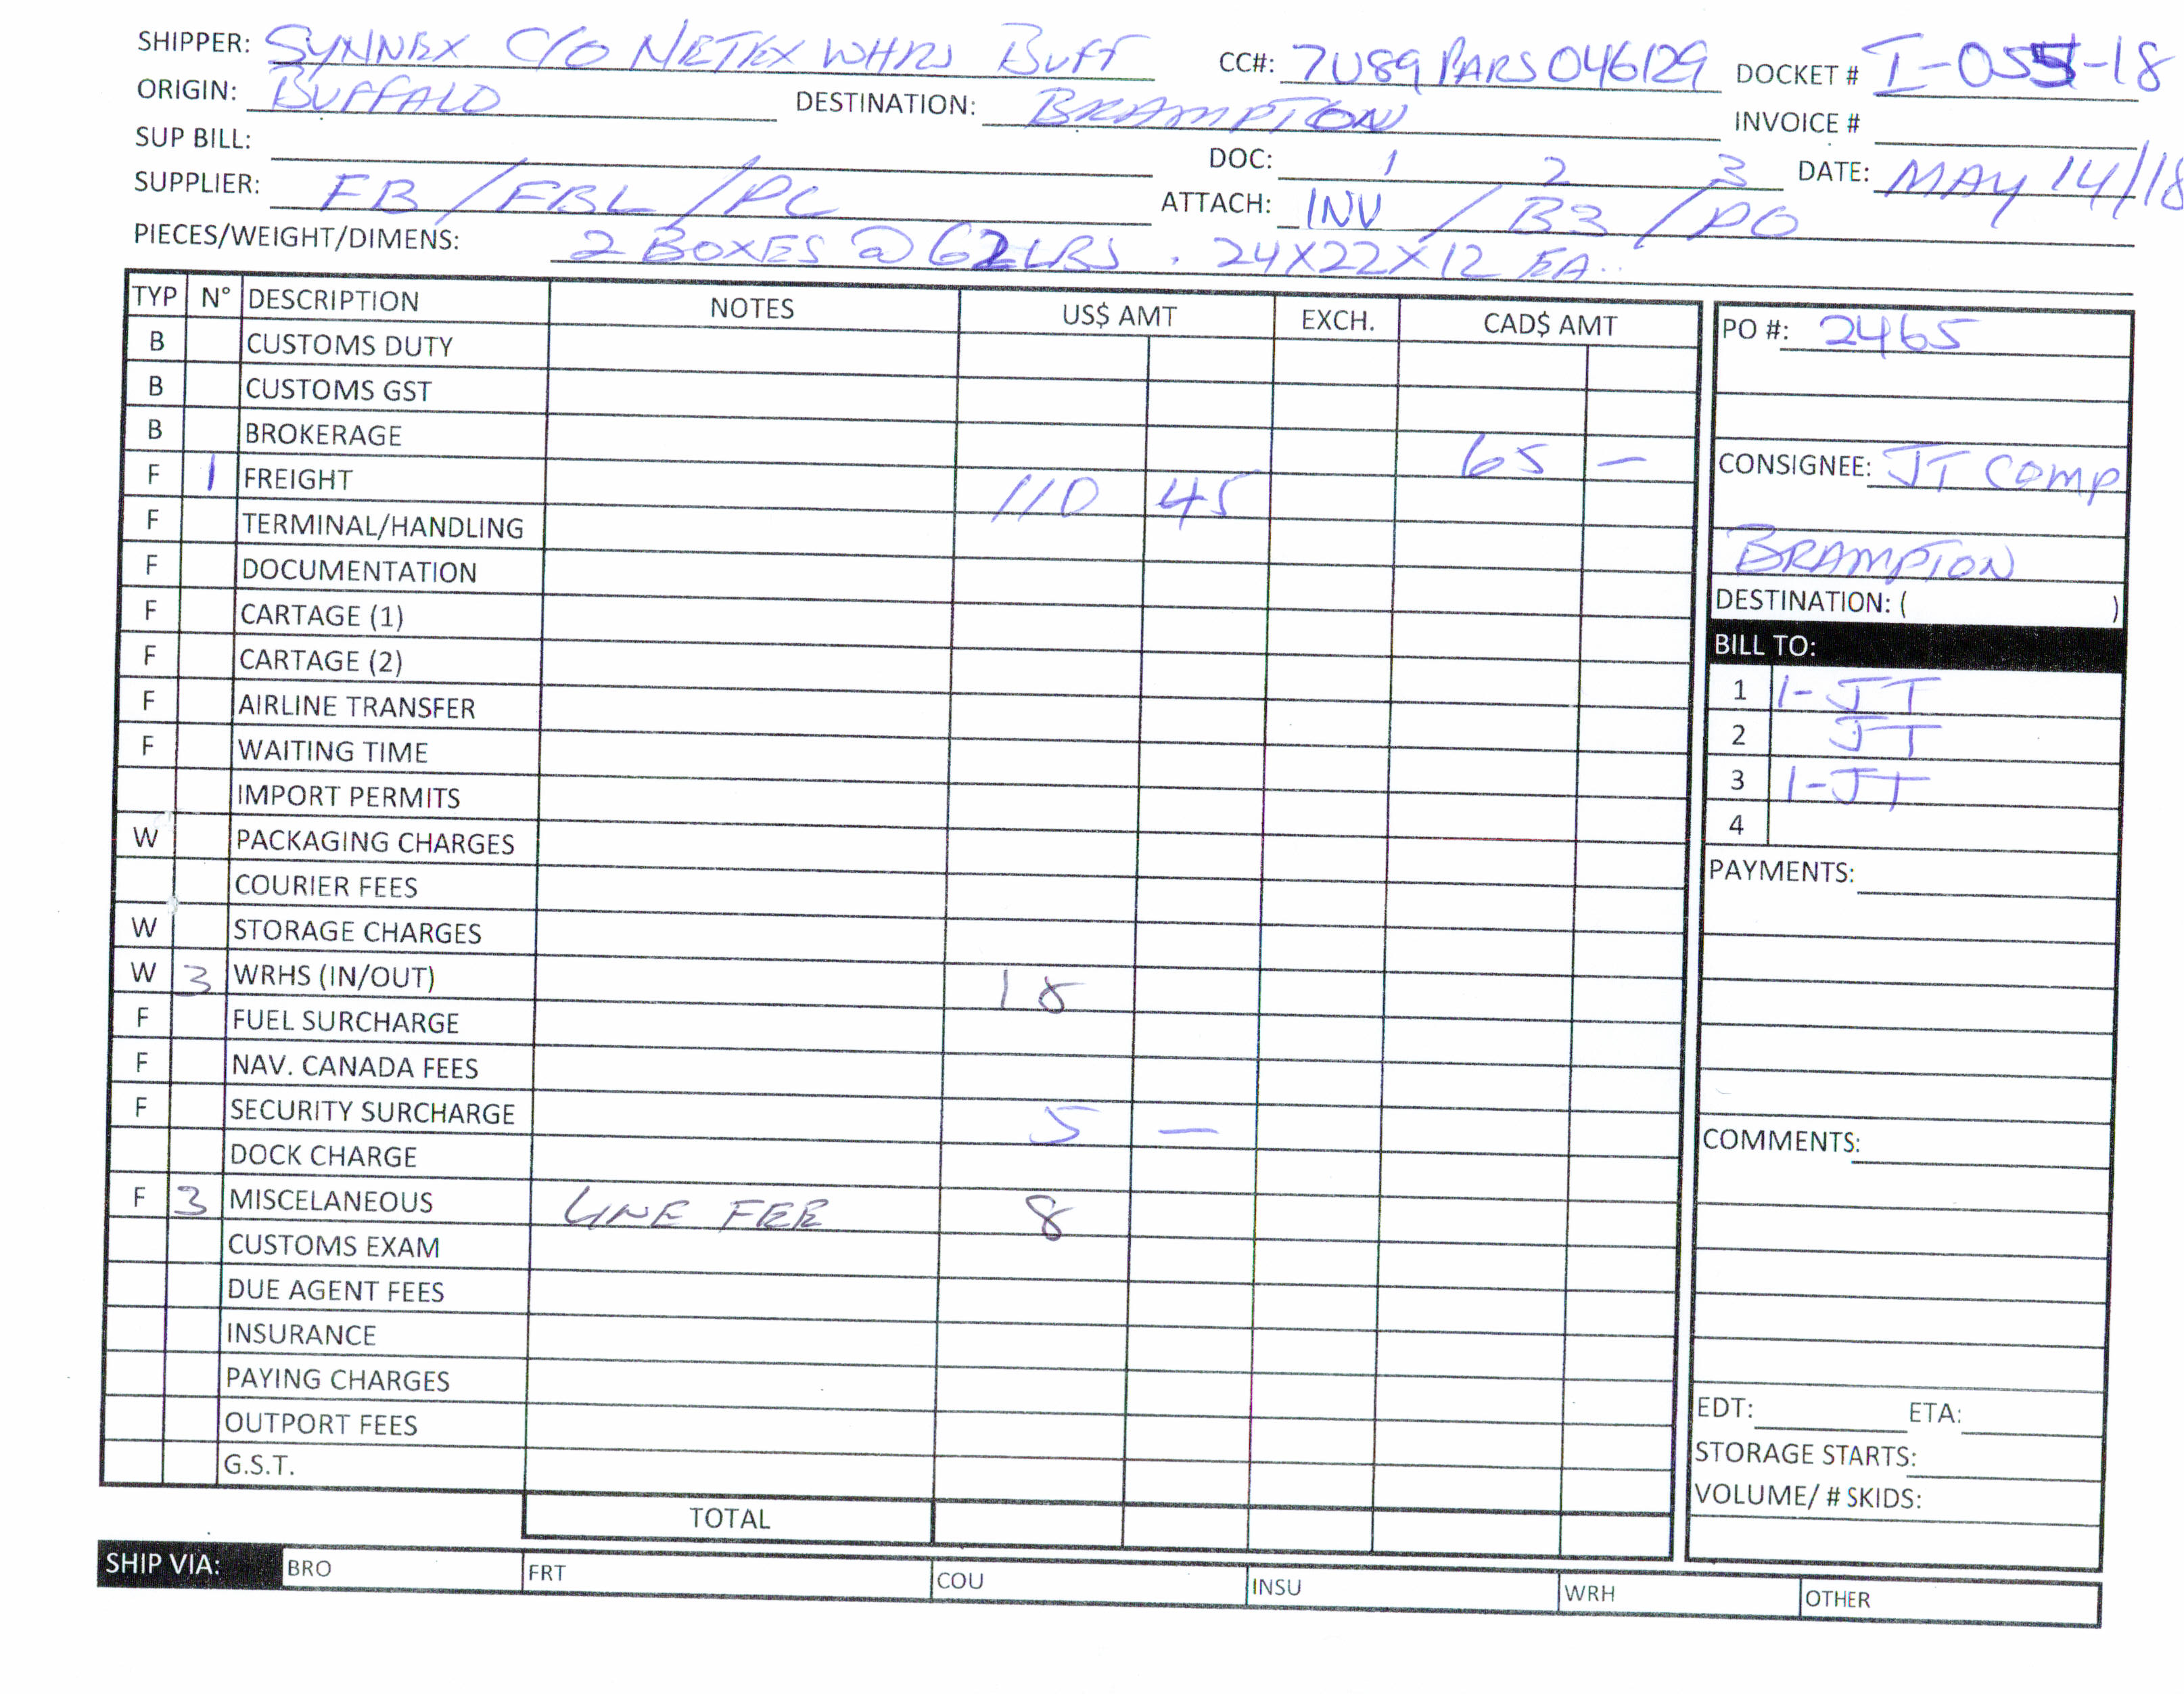 SHIPPER: SYNNEX C/O NETEX WHRS BUFF CC#: 7U89PARS046129 DOCKET # I-055-18
ORIGIN: BUFFALO DESTINATION: BRAMPTON INVOICE #
SUP BILL: DOC: 1 2 3 DATE: MAY 14/18
SUPPLIER: FB / FBL / PC ATTACH: INV / B3 / PO
PIECES/WEIGHT/DIMENS: 2 BOXES @ 62 LBS . 24X22X12 EA..
TYP N° DESCRIPTION NOTES US$ AMT EXCH. CAD$ AMT
B CUSTOMS DUTY
B CUSTOMS GST
B BROKERAGE 65 —
F 1 FREIGHT 110 45
F TERMINAL/HANDLING
F DOCUMENTATION
F CARTAGE (1)
F CARTAGE (2)
F AIRLINE TRANSFER
F WAITING TIME
IMPORT PERMITS
W PACKAGING CHARGES
COURIER FEES
W STORAGE CHARGES
W 3 WRHS (IN/OUT) 18
F FUEL SURCHARGE
F NAV. CANADA FEES
F SECURITY SURCHARGE 5 —
DOCK CHARGE
F 3 MISCELANEOUS LINE FEE 8
CUSTOMS EXAM
DUE AGENT FEES
INSURANCE
PAYING CHARGES
OUTPORT FEES
G.S.T.
TOTAL
PO #: 2465
CONSIGNEE: JT COMP
BRAMPTON
DESTINATION: ( )
BILL TO:
1 1-JT
2 JT
3 1-JT
4
PAYMENTS:
COMMENTS:
EDT: ETA:
STORAGE STARTS:
VOLUME/ # SKIDS:
SHIP VIA: BRO FRT COU INSU WRH OTHER